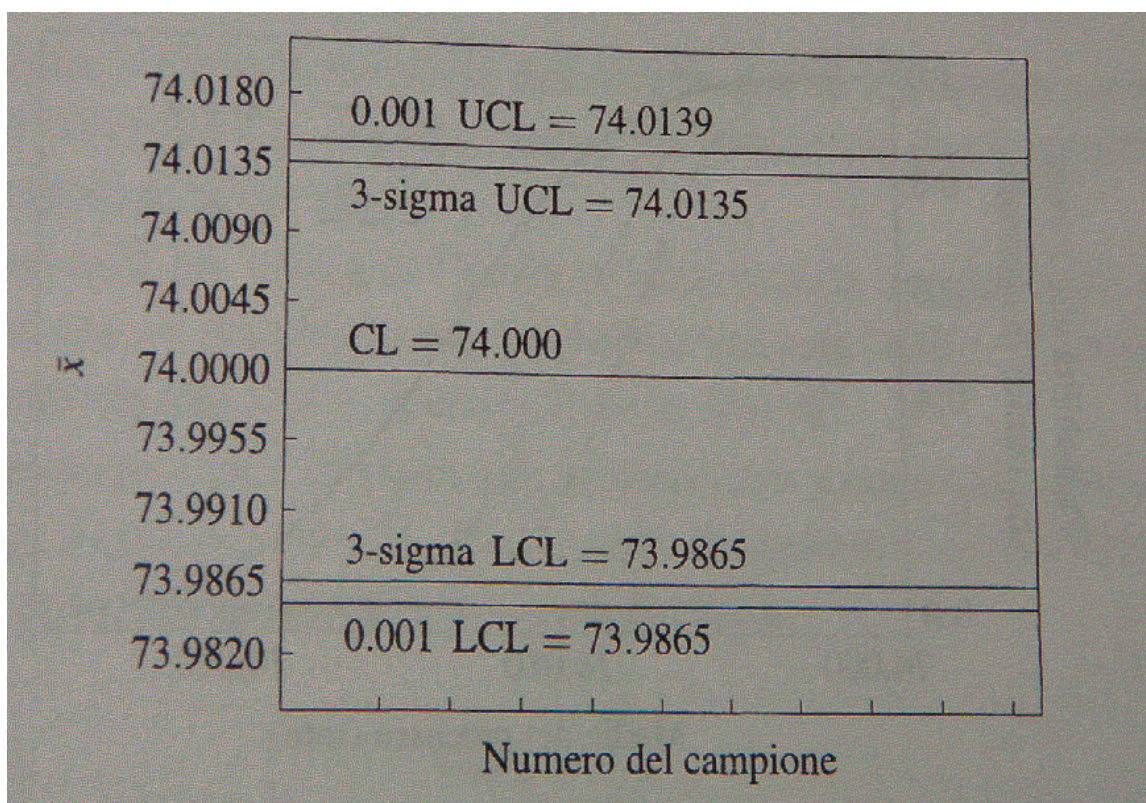 74.0180
0.001 UCL = 74.0139
74.0135
3-sigma UCL = 74.0135
74.0090
74.0045
CL = 74.000
x̄
74.0000
73.9955
73.9910
3-sigma LCL = 73.9865
73.9865
0.001 LCL = 73.9865
73.9820
Numero del campione